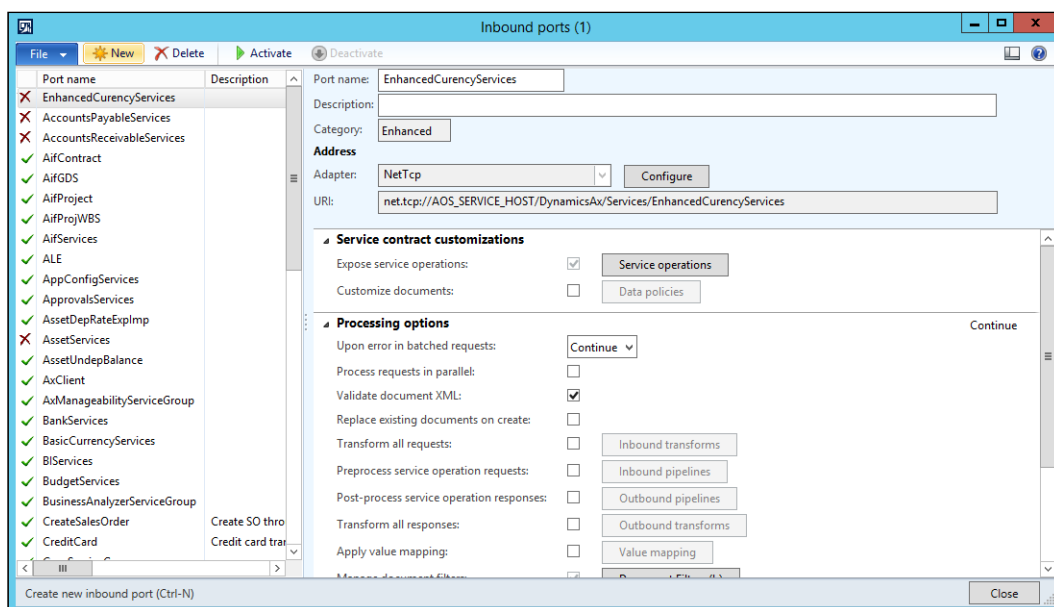 Inbound ports (1)
File New Delete Activate Deactivate
Port name Description
EnhancedCurencyServices
AccountsPayableServices
AccountsReceivableServices
AifContract
AifGDS
AifProject
AifProjWBS
AifServices
ALE
AppConfigServices
ApprovalsServices
AssetDepRateExpImp
AssetServices
AssetUndepBalance
AxClient
AxManageabilityServiceGroup
BankServices
BasicCurrencyServices
BIServices
BudgetServices
BusinessAnalyzerServiceGroup
CreateSalesOrder Create SO thro
CreditCard Credit card tran
Port name: EnhancedCurencyServices
Description:
Category: Enhanced
Address
Adapter: NetTcp Configure
URI: net.tcp://AOS_SERVICE_HOST/DynamicsAx/Services/EnhancedCurencyServices
Service contract customizations
Expose service operations: Service operations
Customize documents: Data policies
Processing options Continue
Upon error in batched requests: Continue
Process requests in parallel:
Validate document XML:
Replace existing documents on create:
Transform all requests: Inbound transforms
Preprocess service operation requests: Inbound pipelines
Post-process service operation responses: Outbound pipelines
Transform all responses: Outbound transforms
Apply value mapping: Value mapping
Manage document filters:
Create new inbound port (Ctrl-N) Close